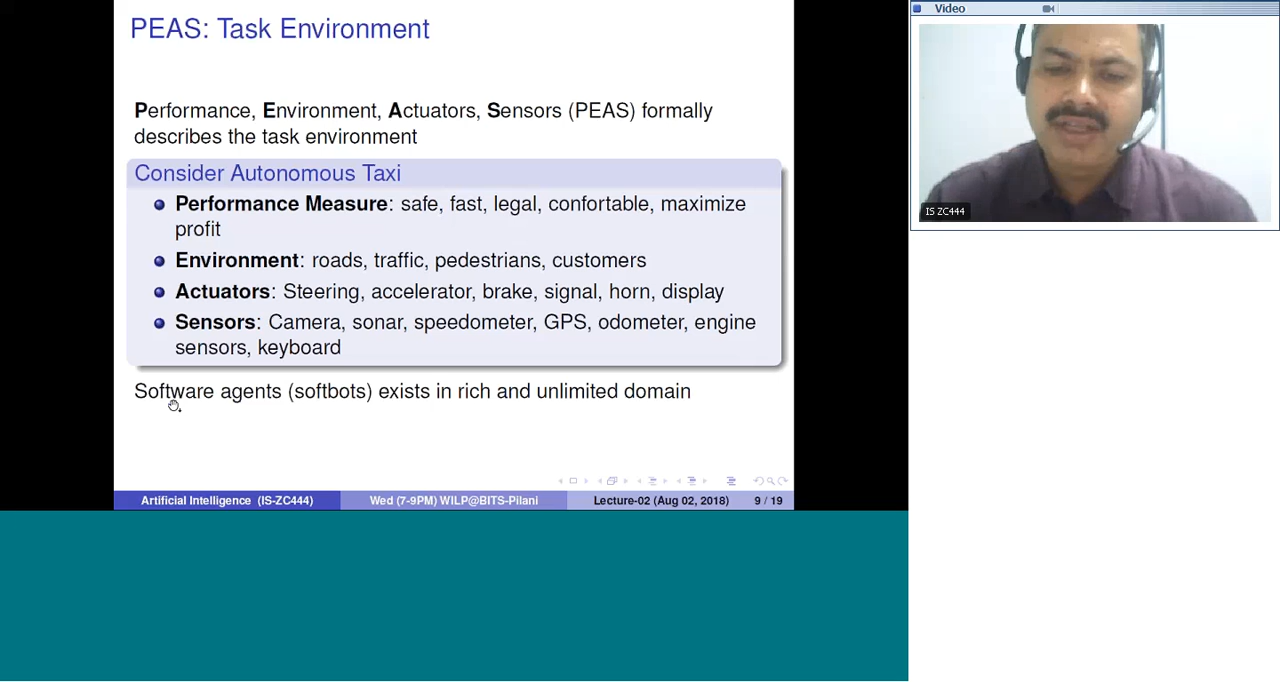 PEAS: Task Environment
Performance, Environment, Actuators, Sensors (PEAS) formally
describes the task environment
Consider Autonomous Taxi
Performance Measure: safe, fast, legal, confortable, maximize
profit
Environment: roads, traffic, pedestrians, customers
Actuators: Steering, accelerator, brake, signal, horn, display
Sensors: Camera, sonar, speedometer, GPS, odometer, engine
sensors, keyboard
Software agents (softbots) exists in rich and unlimited domain
Artificial Intelligence (IS-ZC444)
Wed (7-9PM) WILP@BITS-Pilani
Lecture-02 (Aug 02, 2018)
9 / 19
Video
IS ZC444